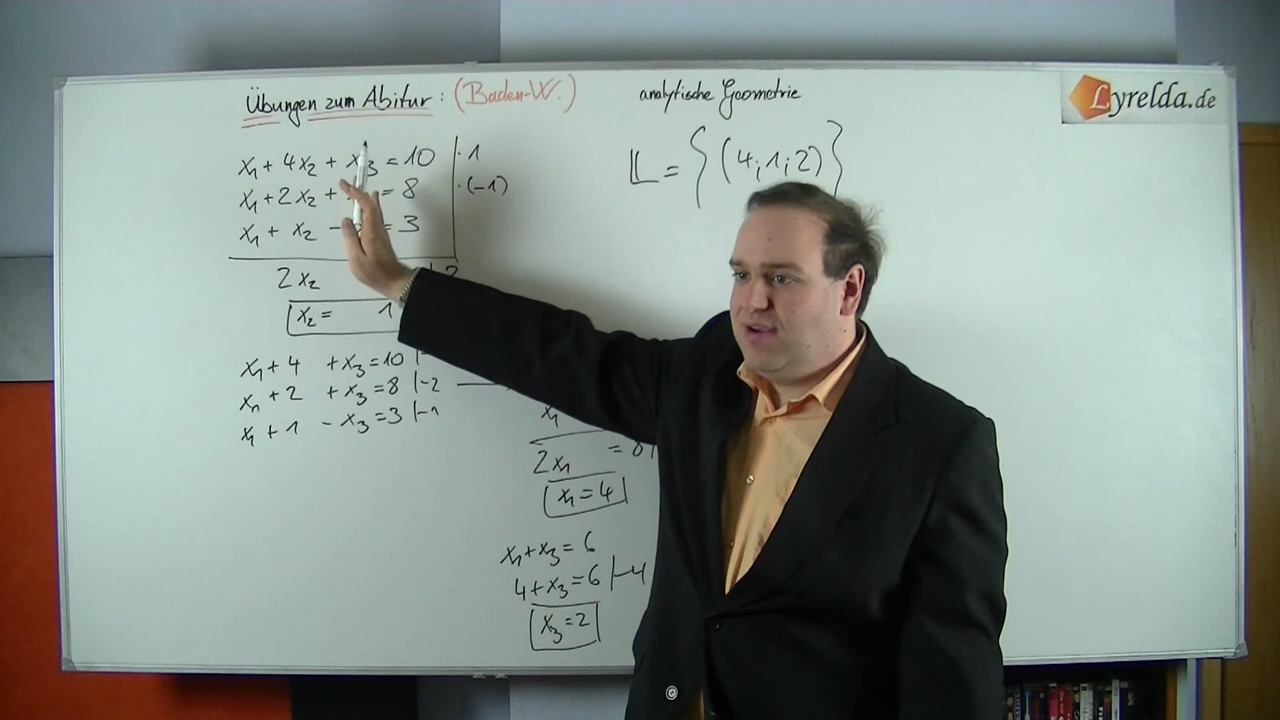 Übungen zum Abitur: (Baden-W.)
analytische Geometrie
Lyrelda.de
x₁ + 4x₂ + x₃ = 10 | ·1
x₁ + 2x₂ + = 8 | ·(-1)
x₁ + x₂ - = 3
2x₂
x₂ = 1
x₁ + 4 + x₃ = 10 |-
x₁ + 2 + x₃ = 8 |-2
x₁ + 1 - x₃ = 3 |-1
𝕃 = {(4;1;2)}
x₁
2x₁ = 8 |
x₁ = 4
x₁ + x₃ = 6
4 + x₃ = 6 |-4
x₃ = 2